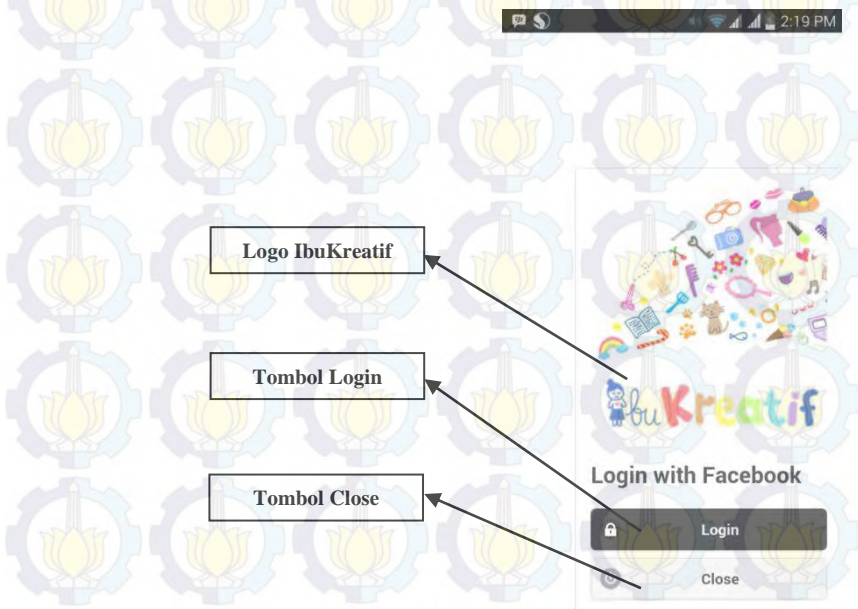 2:19 PM
Logo IbuKreatif
Tombol Login
Tombol Close
ibuKreatif
Login with Facebook
Login
Close